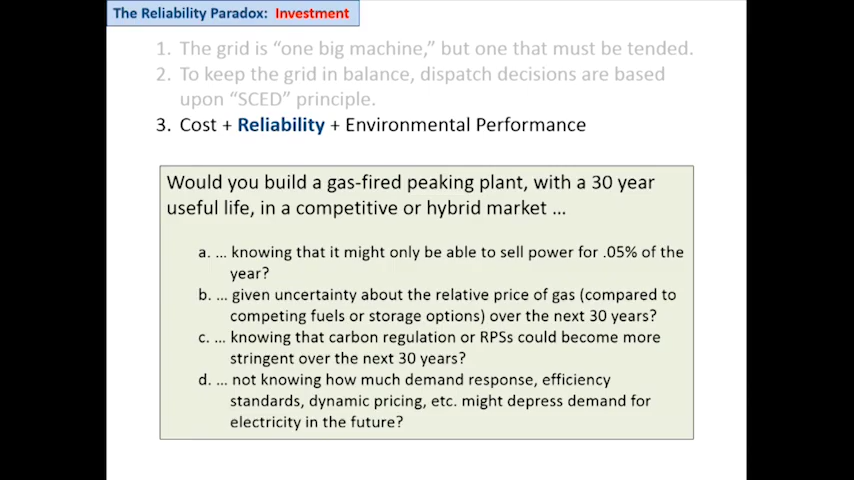 The Reliability Paradox: Investment
1. The grid is “one big machine,” but one that must be tended.
2. To keep the grid in balance, dispatch decisions are based
upon “SCED” principle.
3. Cost + Reliability + Environmental Performance
Would you build a gas-fired peaking plant, with a 30 year
useful life, in a competitive or hybrid market ...
a. ... knowing that it might only be able to sell power for .05% of the
year?
b. ... given uncertainty about the relative price of gas (compared to
competing fuels or storage options) over the next 30 years?
c. ... knowing that carbon regulation or RPSs could become more
stringent over the next 30 years?
d. ... not knowing how much demand response, efficiency
standards, dynamic pricing, etc. might depress demand for
electricity in the future?